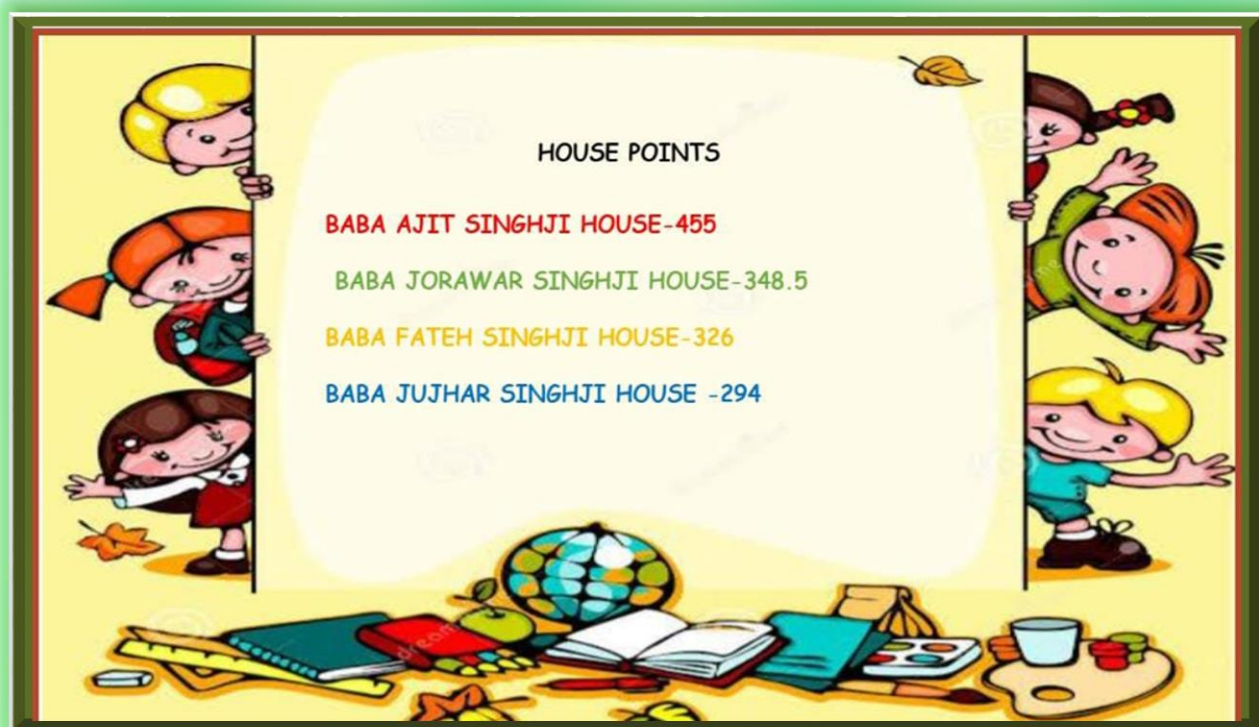 HOUSE POINTS
BABA AJIT SINGHJI HOUSE-455
BABA JORAWAR SINGHJI HOUSE-348.5
BABA FATEH SINGHJI HOUSE-326
BABA JUJHAR SINGHJI HOUSE -294